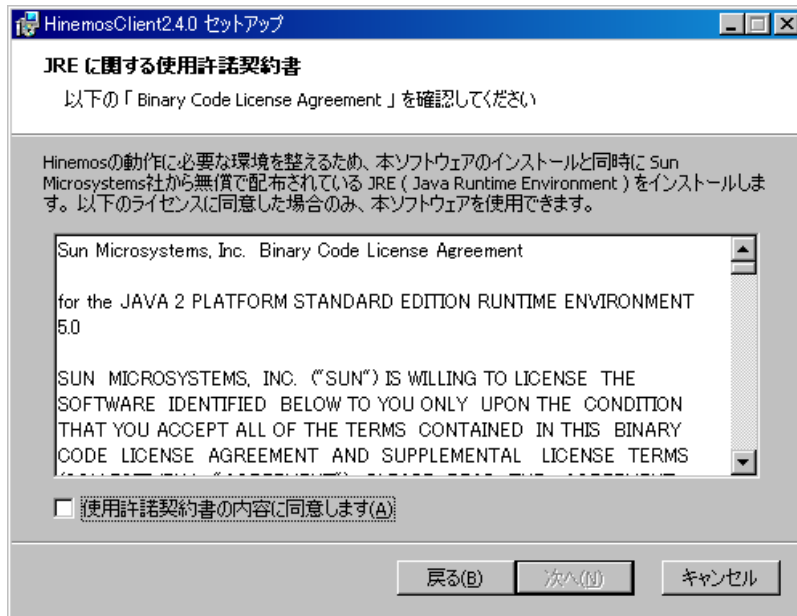 HinemosClient2.4.0 セットアップ
JRE に関する使用許諾契約書
以下の「 Binary Code License Agreement 」を確認してください
Hinemosの動作に必要な環境を整えるため、本ソフトウェアのインストールと同時に Sun
Microsystems社から無償で配布されている JRE ( Java Runtime Environment ) をインストールしま
す。以下のライセンスに同意した場合のみ、本ソフトウェアを使用できます。
Sun Microsystems, Inc. Binary Code License Agreement
for the JAVA 2 PLATFORM STANDARD EDITION RUNTIME ENVIRONMENT
5.0
SUN MICROSYSTEMS, INC. ("SUN") IS WILLING TO LICENSE THE
SOFTWARE IDENTIFIED BELOW TO YOU ONLY UPON THE CONDITION
THAT YOU ACCEPT ALL OF THE TERMS CONTAINED IN THIS BINARY
CODE LICENSE AGREEMENT AND SUPPLEMENTAL LICENSE TERMS
使用許諾契約書の内容に同意します(A)
戻る(B)
次へ(N)
キャンセル